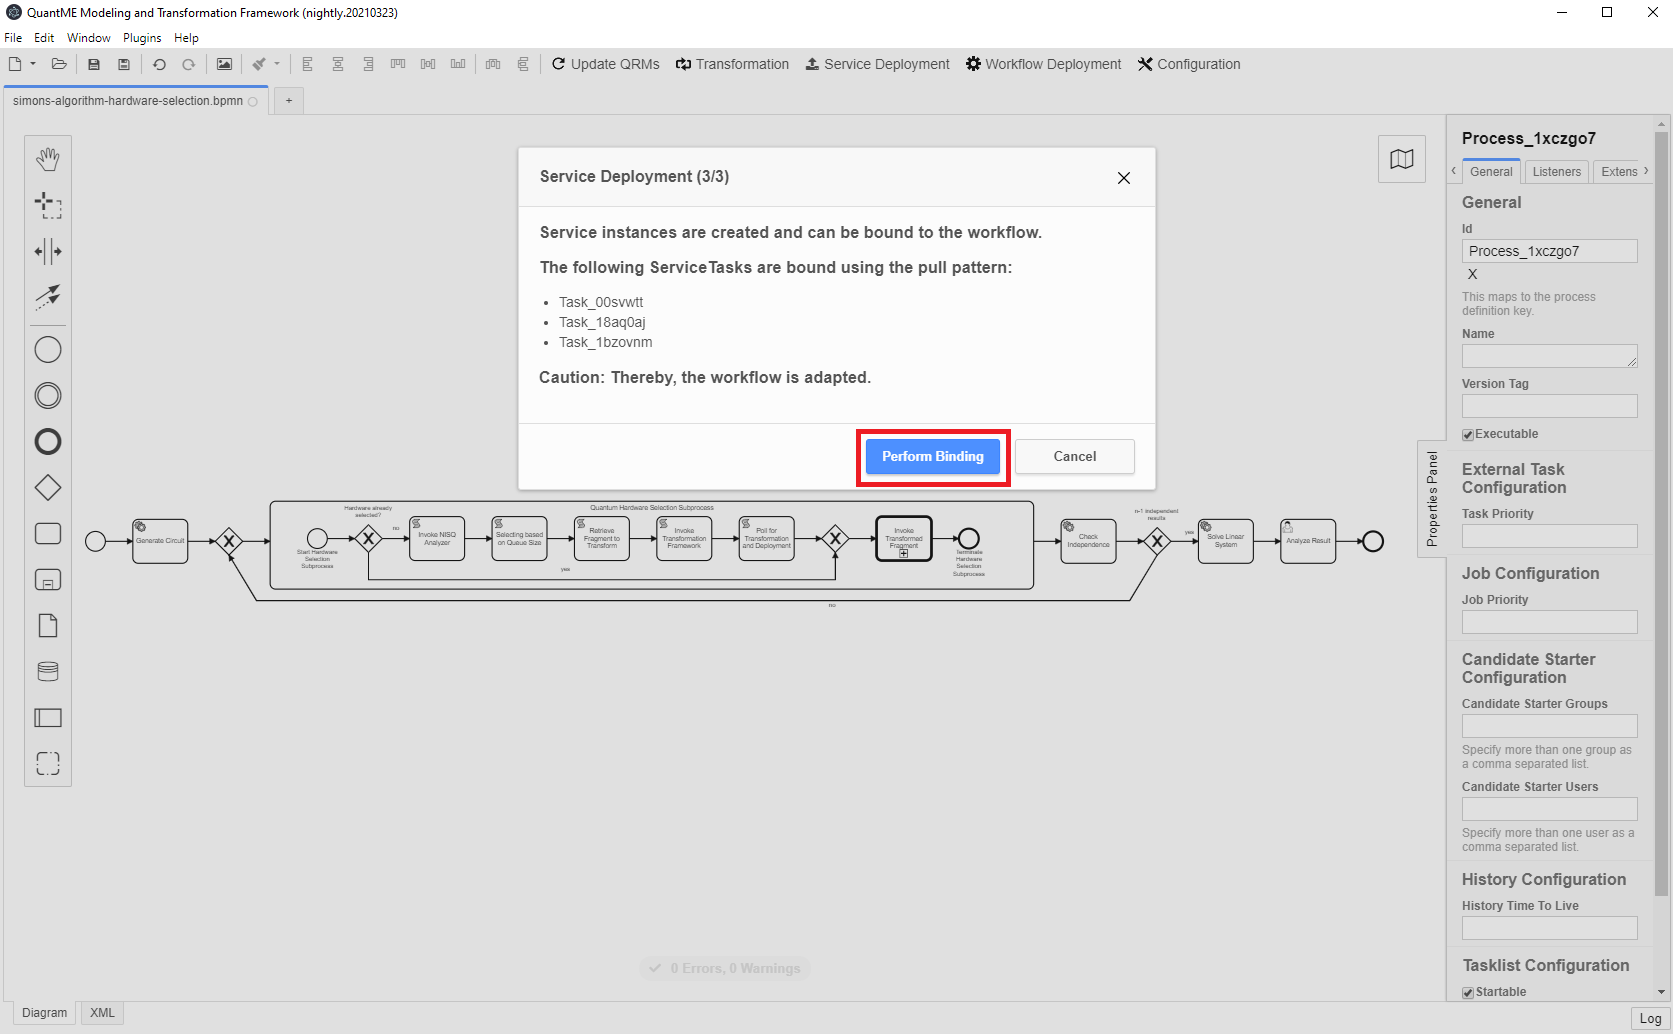 QuantME Modeling and Transformation Framework (nightly.20210323)
File Edit Window Plugins Help
Update QRMs Transformation Service Deployment Workflow Deployment Configuration
simons-algorithm-hardware-selection.bpmn
+
Service Deployment (3/3)
Service instances are created and can be bound to the workflow.
The following ServiceTasks are bound using the pull pattern:
• Task_00svwtt
• Task_18aq0aj
• Task_1bzovnm
Caution: Thereby, the workflow is adapted.
Perform Binding Cancel
Generate Circuit
Quantum Hardware Selection Subprocess
Start Hardware
Selection
Subprocess
Hardware already
selected?
no
yes
Invoke NISQ
Analyzer
Selecting based
on Queue Size
Retrieve
Fragment to
Transform
Invoke
Transformation
Framework
Poll for
Transformation
and Deployment
Invoke
Transformed
Fragment
Terminate
Hardware
Selection
Subprocess
Check
Independence
n-1 independent
results
yes
no
Solve Linear
System
Analyze Result
Properties Panel
Process_1xczgo7
General Listeners Extens
General
Id
Process_1xczgo7
X
This maps to the process
definition key.
Name
Version Tag
Executable
External Task
Configuration
Task Priority
Job Configuration
Job Priority
Candidate Starter
Configuration
Candidate Starter Groups
Specify more than one group as
a comma separated list.
Candidate Starter Users
Specify more than one user as a
comma separated list.
History Configuration
History Time To Live
Tasklist Configuration
Startable
0 Errors, 0 Warnings
Diagram XML
Log